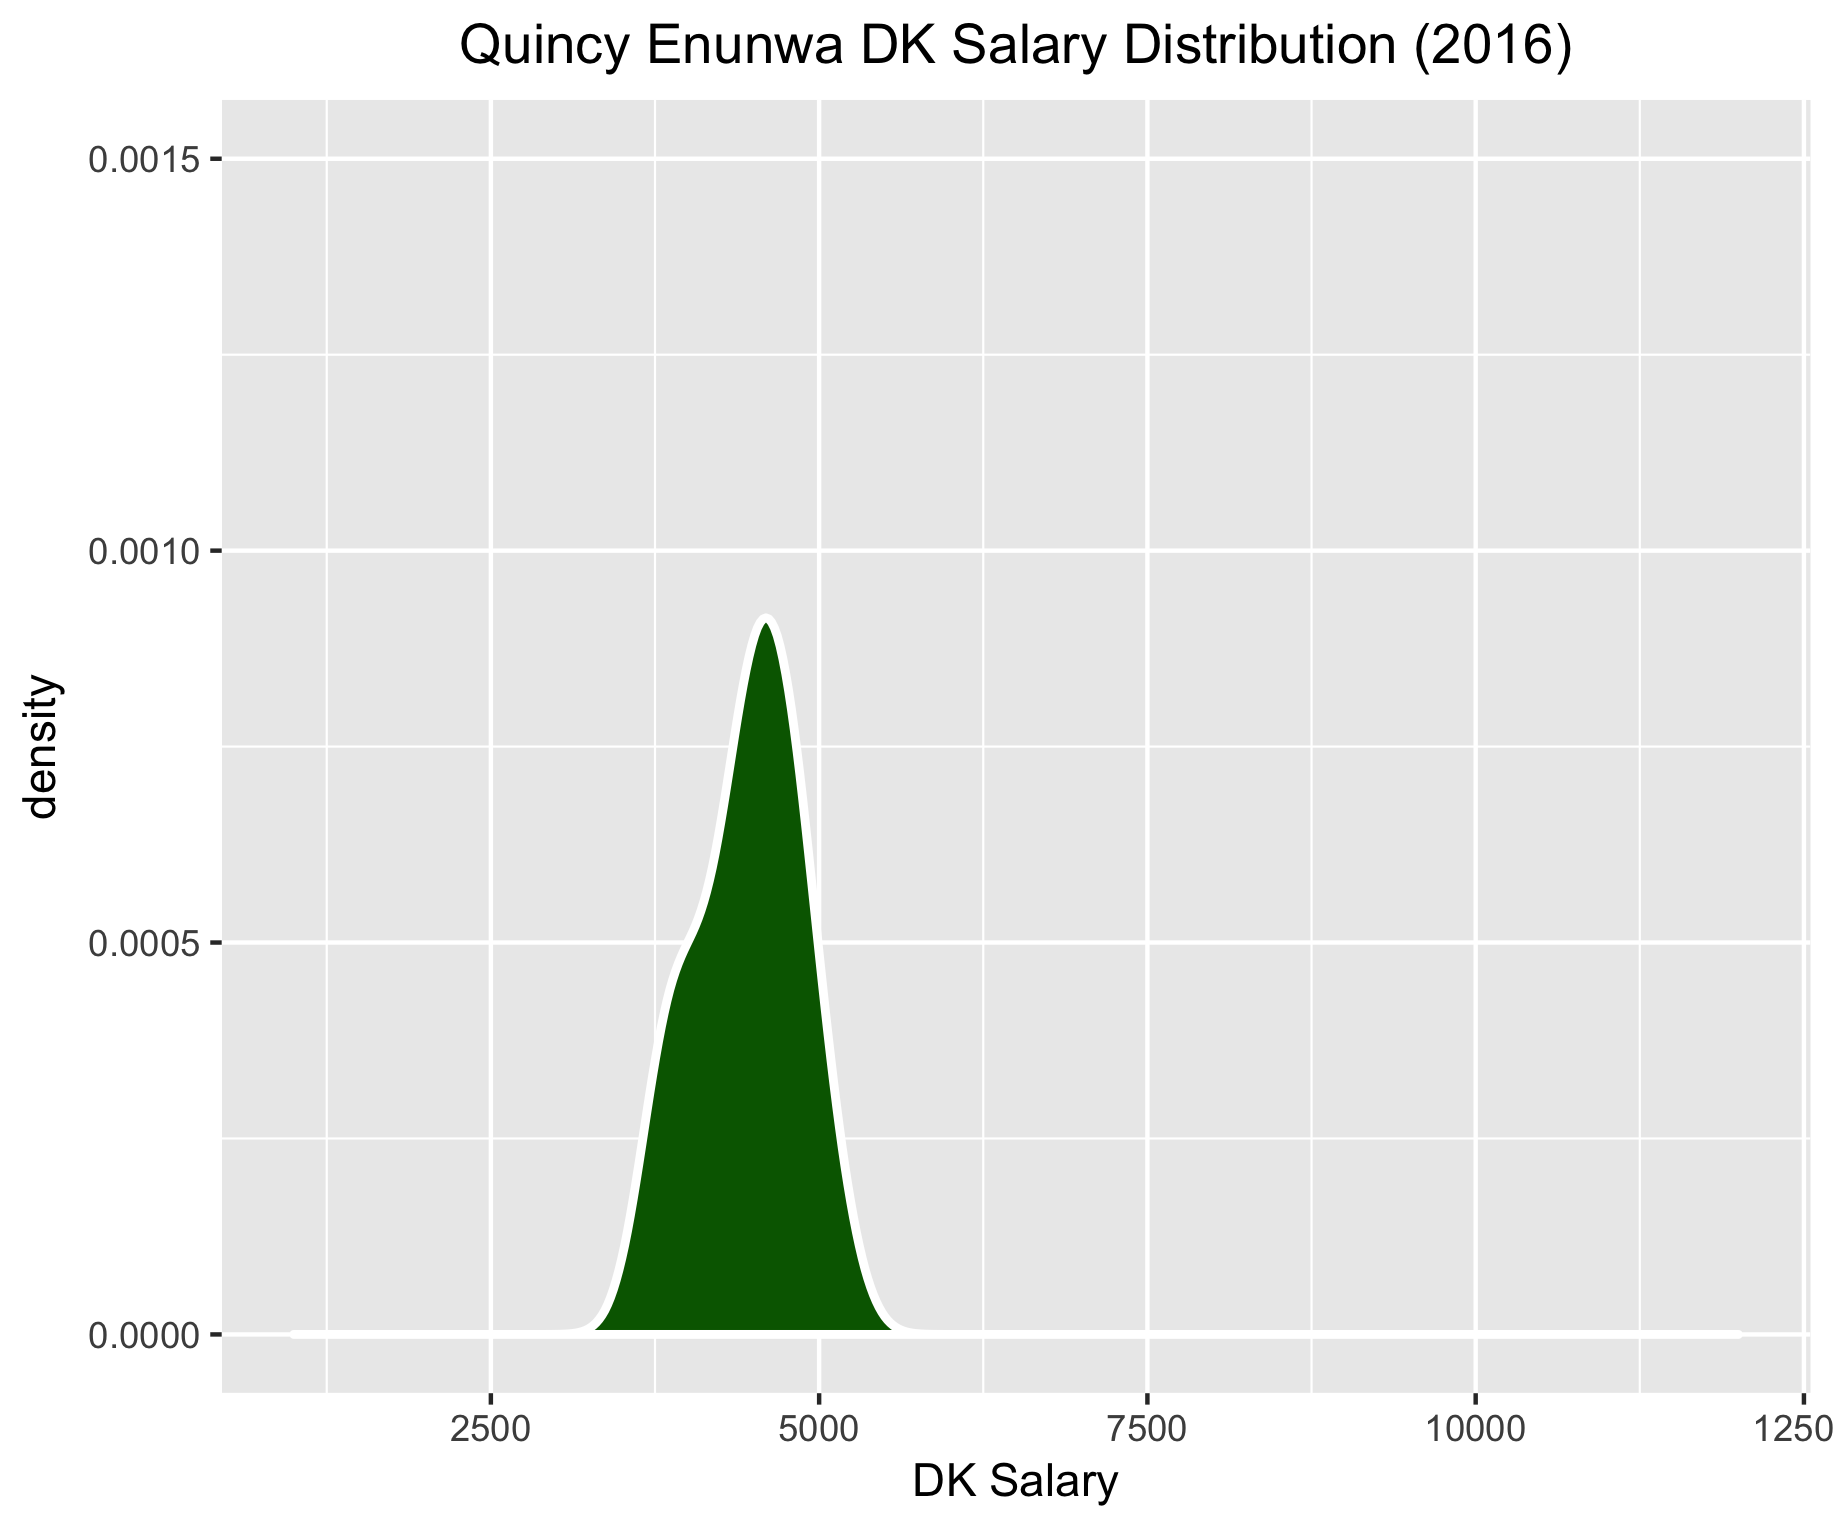 Quincy Enunwa DK Salary Distribution (2016)
0.0015
0.0010
0.0005
0.0000
density
2500 5000 7500 10000 1250
DK Salary